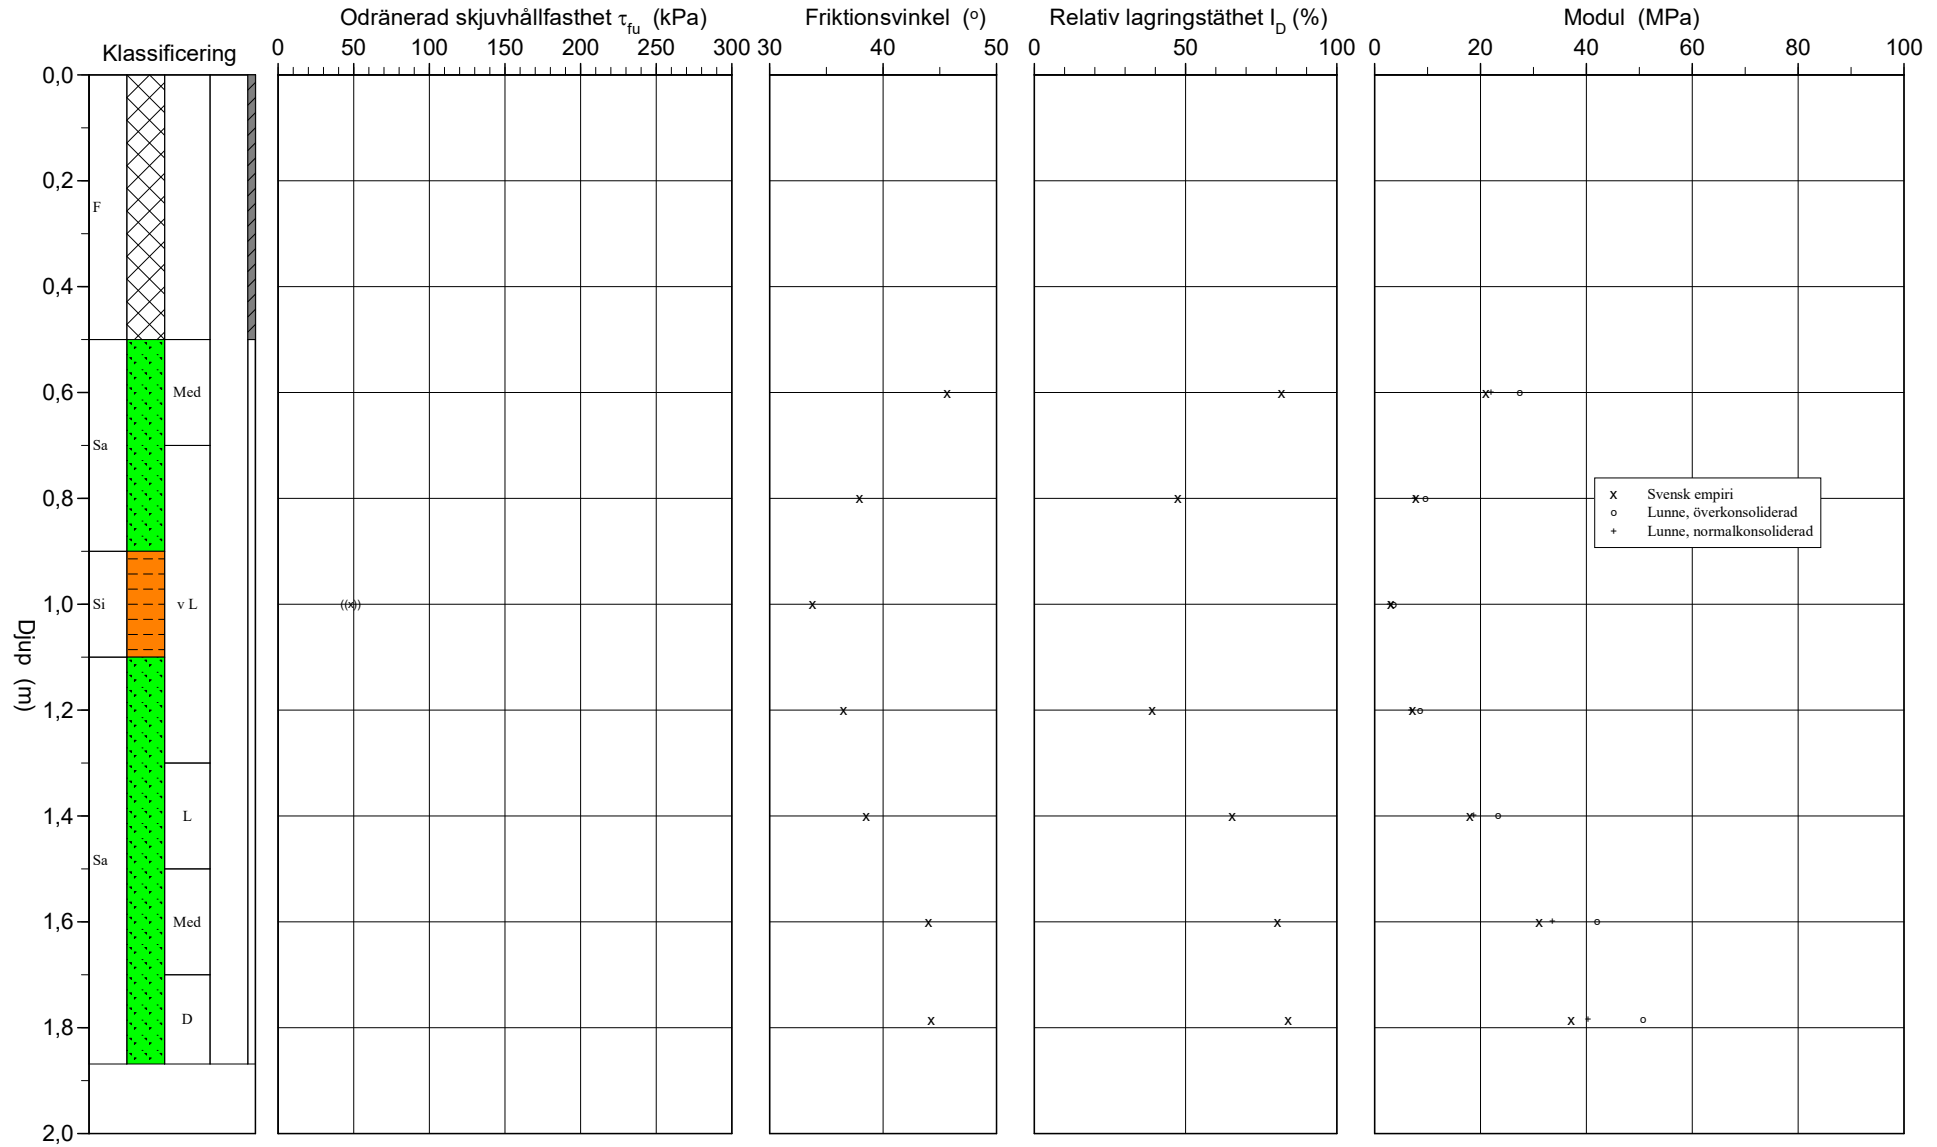 Odränerad skjuvhållfasthet τfu (kPa)
Friktionsvinkel (o)
Relativ lagringstäthet ID (%)
Modul (MPa)
Klassificering
0 50 100 150 200 250 300
30 40 50
0 50 100
0 20 40 60 80 100
0,0
0,2
F
0,4
Med
0,6
Sa
0,8
x Svensk empiri
o Lunne, överkonsoliderad
+ Lunne, normalkonsoliderad
Si
v L
1,0
((x))
Djup (m)
1,2
L
1,4
Sa
Med
1,6
D
1,8
2,0